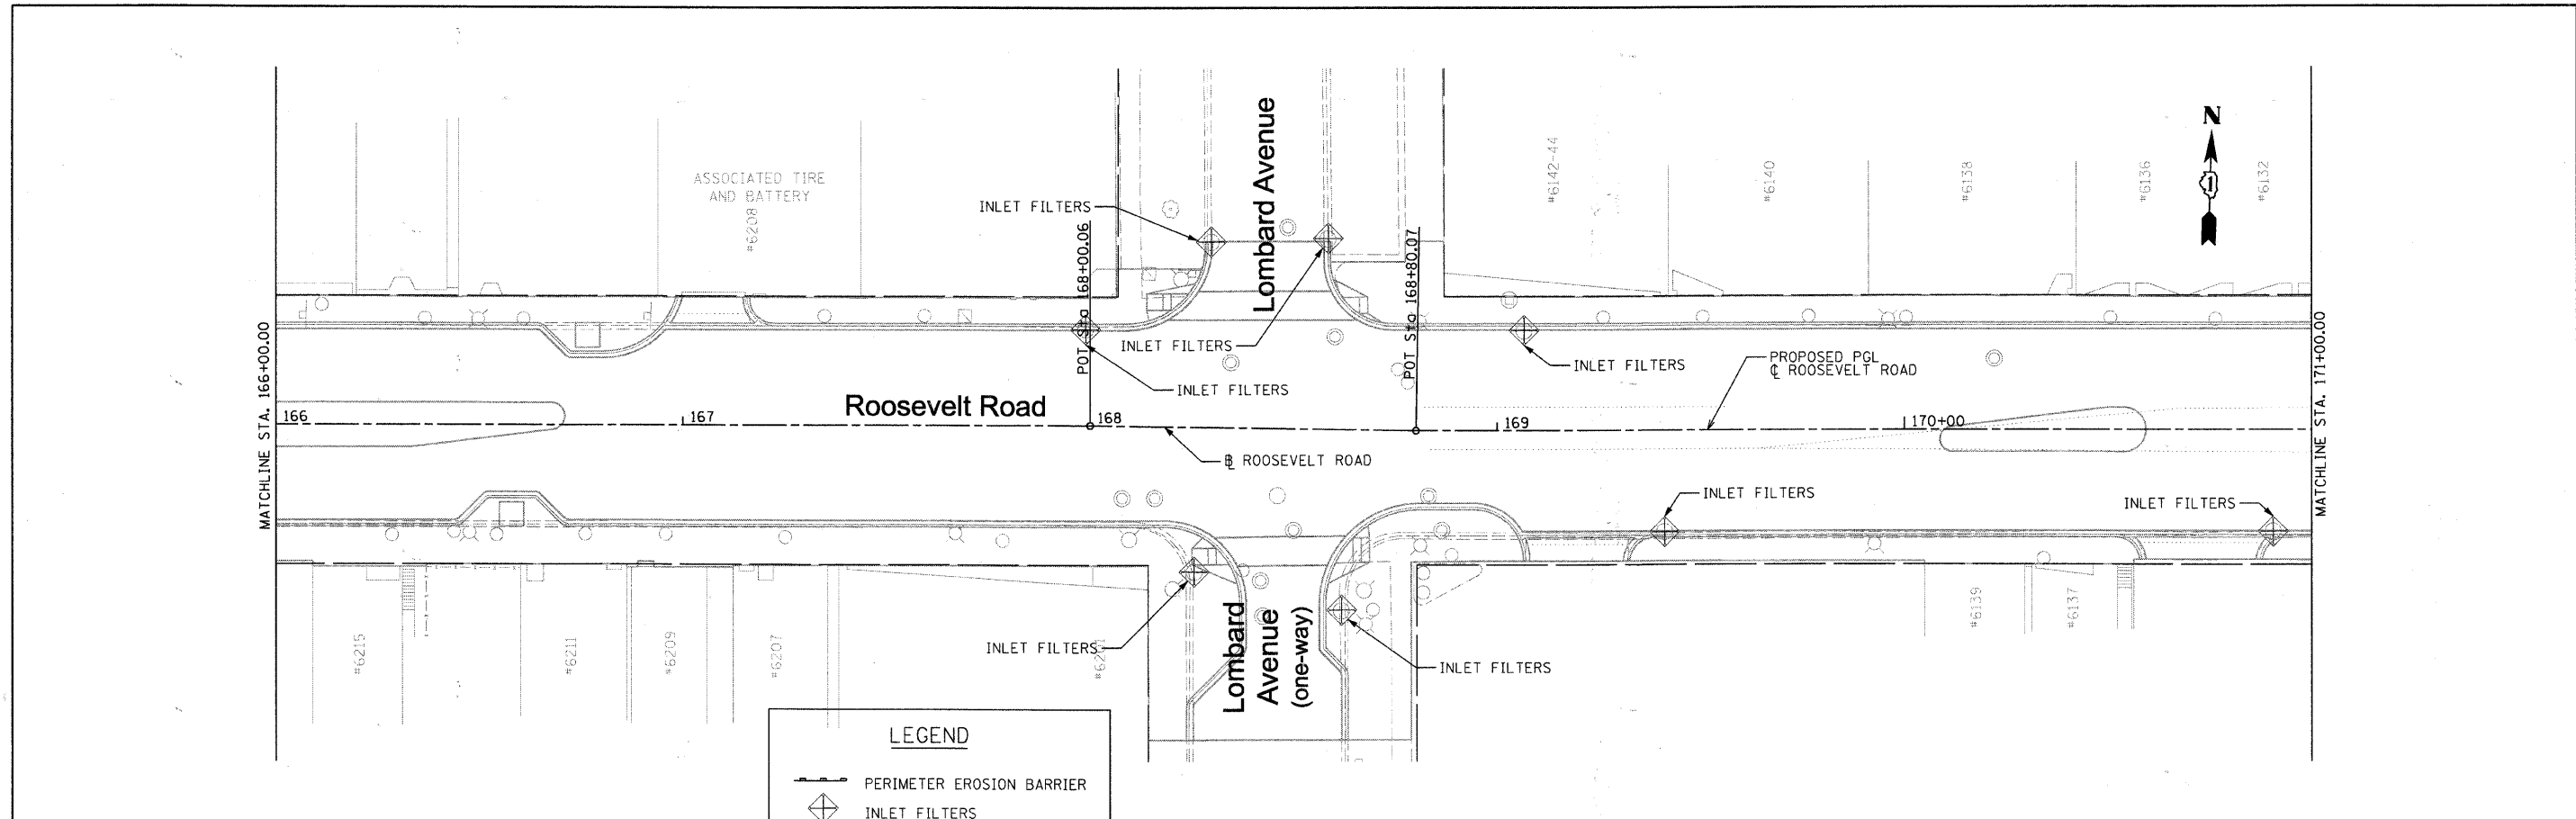 N
1
ASSOCIATED TIRE
AND BATTERY
#6208
INLET FILTERS
Lombard Avenue
#6142-44
#6140
#6138
#6136
#6132
POT Sta 168+00.06
POT Sta 168+80.07
INLET FILTERS
INLET FILTERS
INLET FILTERS
PROPOSED PGL
℄ ROOSEVELT ROAD
MATCHLINE STA. 166+00.00
MATCHLINE STA. 171+00.00
Roosevelt Road
166
167
168
169
170+00
ROOSEVELT ROAD
INLET FILTERS
INLET FILTERS
INLET FILTERS
INLET FILTERS
Lombard
Avenue
(one-way)
#6215
#6211
#6209
#6207
#6201
#6139
#6137
LEGEND
PERIMETER EROSION BARRIER
INLET FILTERS